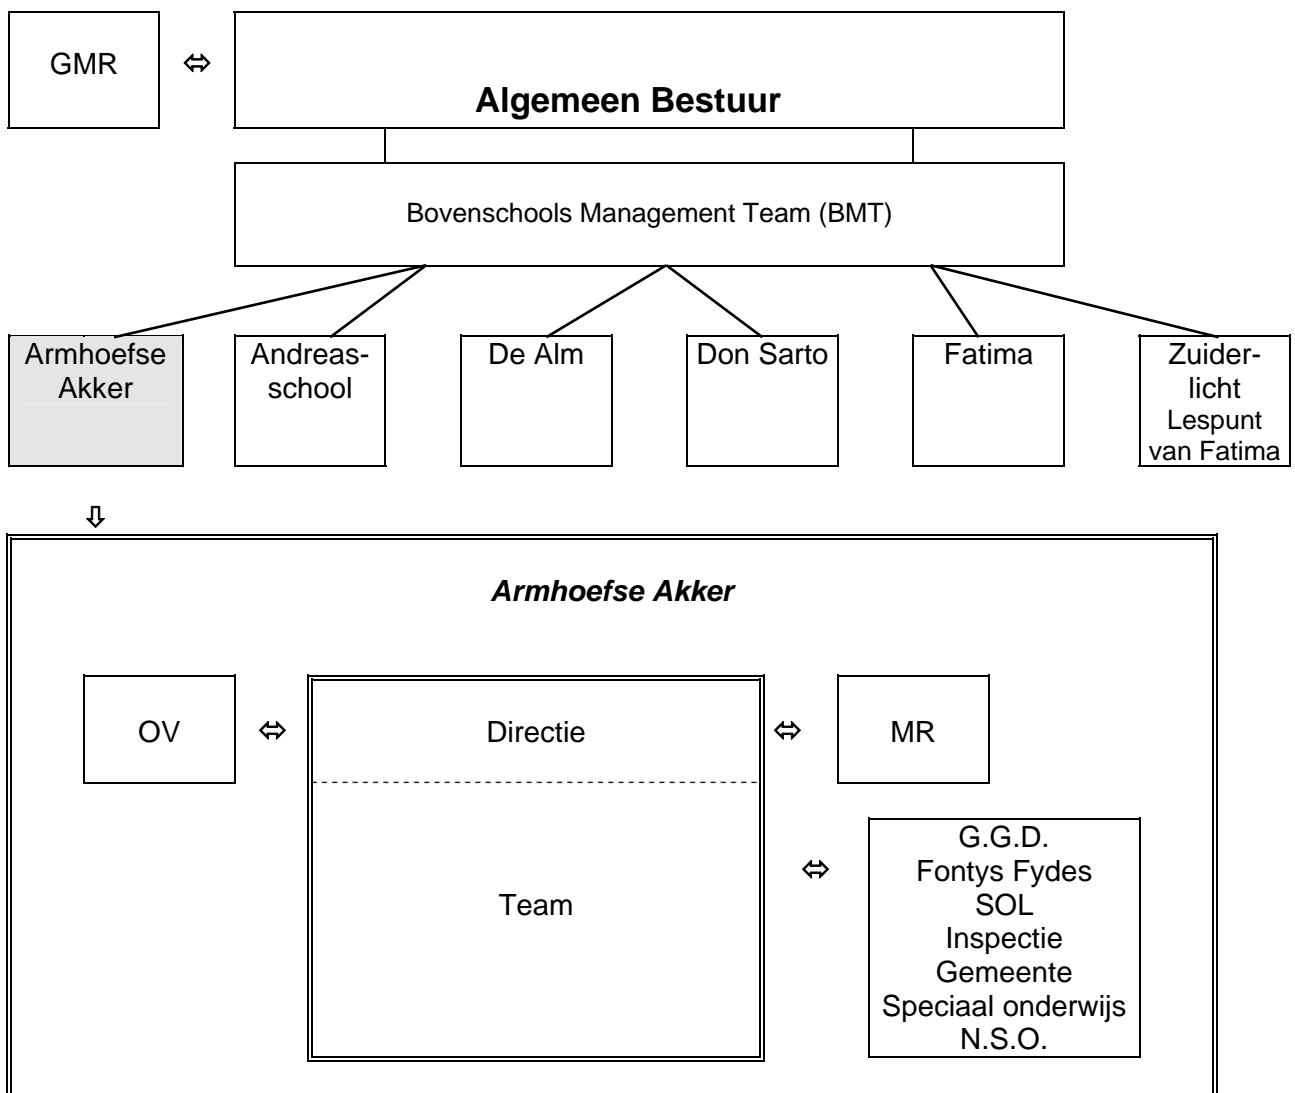 GMR
Algemeen Bestuur
Bovenschools Management Team (BMT)
Armhoefse
Akker
Andreas-
school
De Alm
Don Sarto
Fatima
Zuider-
licht
Lespunt
van Fatima
Armhoefse Akker
OV
Directie
MR
Team
G.G.D.
Fontys Fydes
SOL
Inspectie
Gemeente
Speciaal onderwijs
N.S.O.